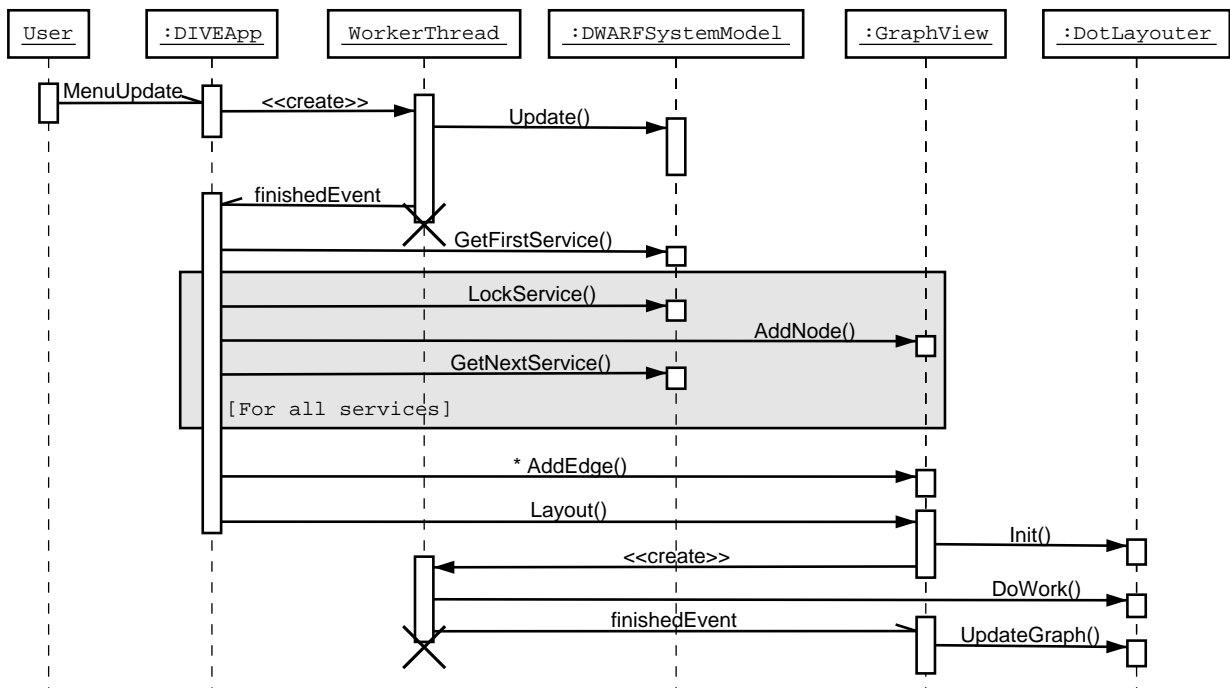 User
:DIVEApp
WorkerThread
:DWARFSystemModel
:GraphView
:DotLayouter
MenuUpdate
<<create>>
Update()
finishedEvent
GetFirstService()
LockService()
AddNode()
GetNextService()
[For all services]
* AddEdge()
Layout()
Init()
<<create>>
DoWork()
finishedEvent
UpdateGraph()